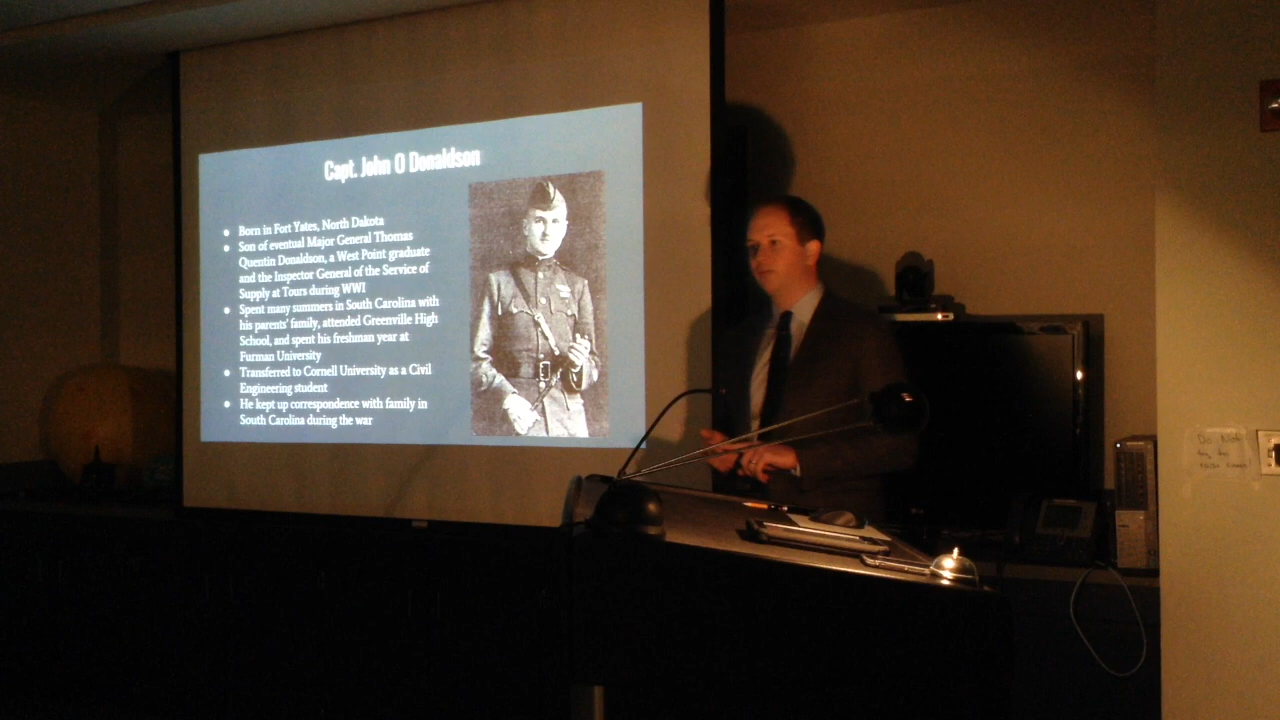 Capt. John O Donaldson
Born in Fort Yates, North Dakota
Son of eventual Major General Thomas
Quentin Donaldson, a West Point graduate
and the Inspector General of the Service of
Supply at Tours during WWI
Spent many summers in South Carolina with
his parents' family, attended Greenville High
School, and spent his freshman year at
Furman University
Transferred to Cornell University as a Civil
Engineering student
He kept up correspondence with family in
South Carolina during the war
Do Not